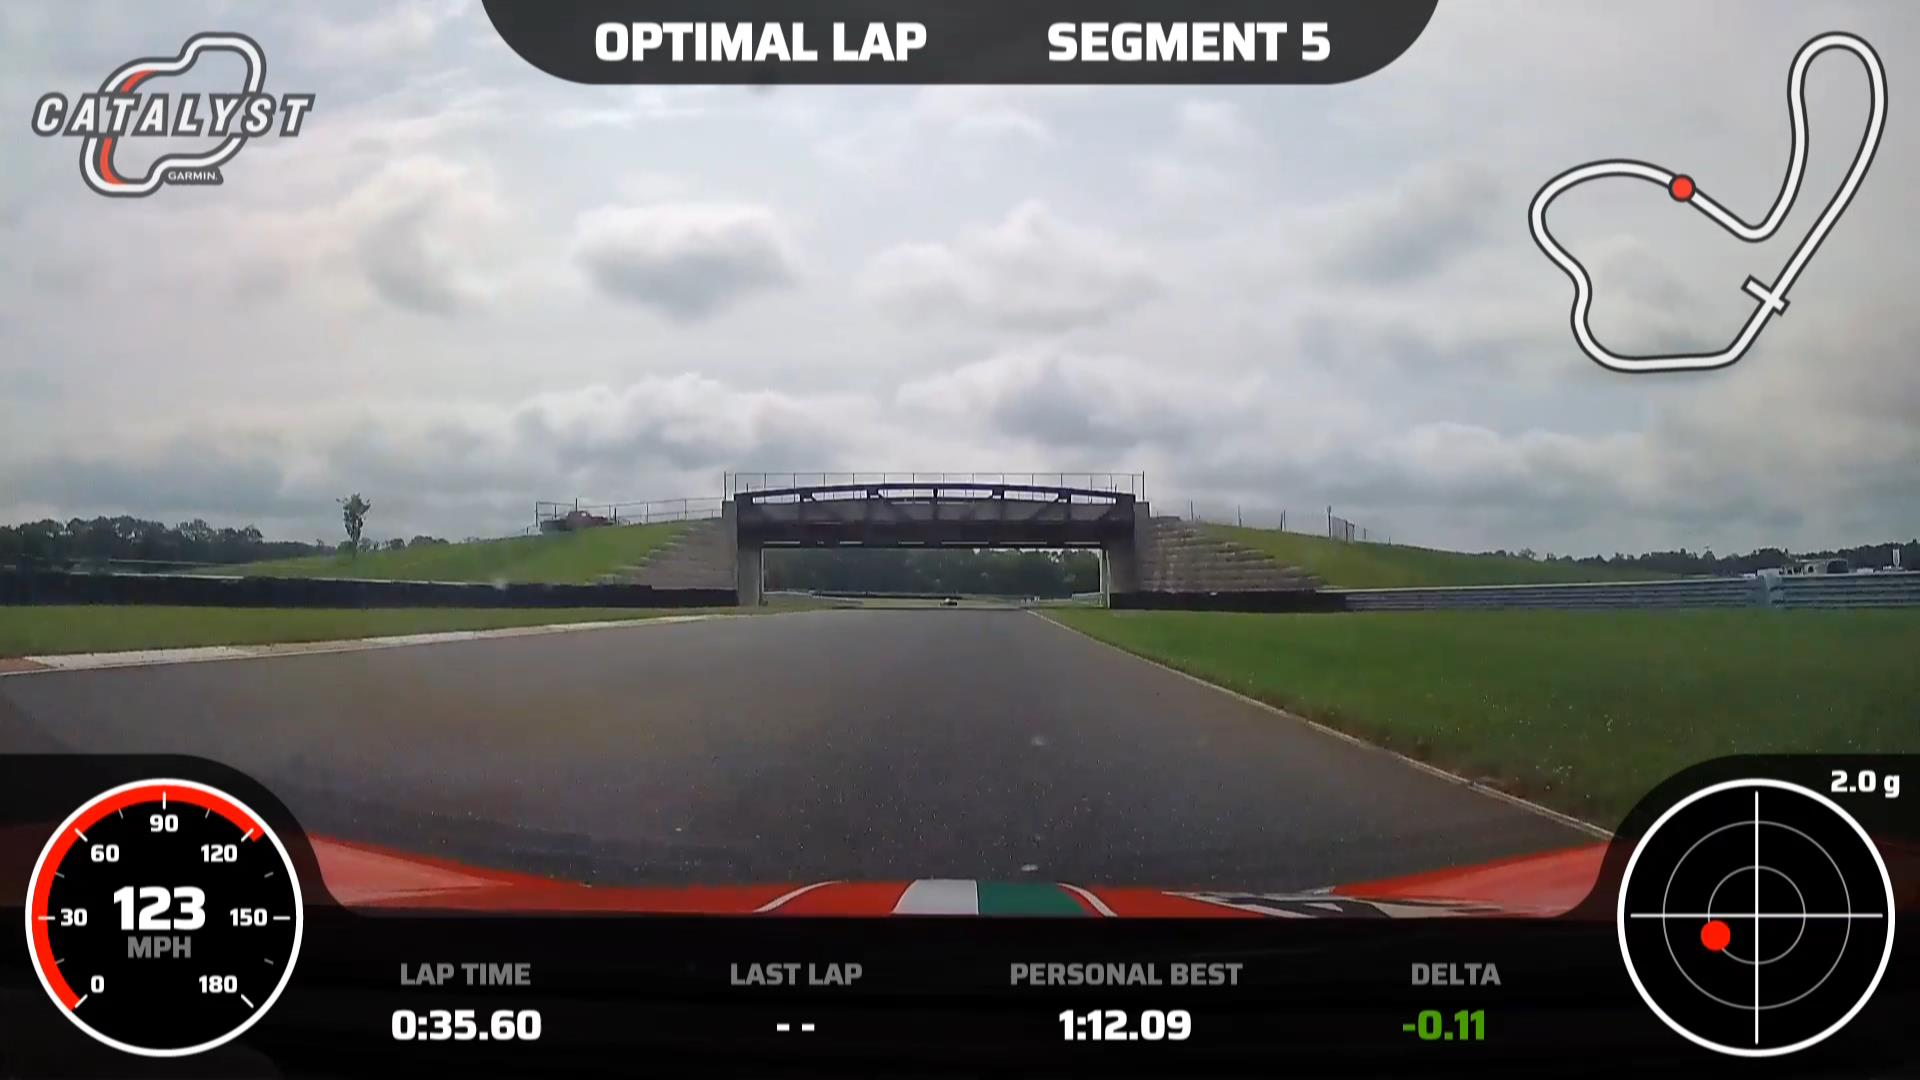 OPTIMAL LAP SEGMENT 5
CATALYST
GARMIN.
2.0 g
90
60 120
123
30 150
MPH
0 180
LAP TIME LAST LAP PERSONAL BEST DELTA
0:35.60 -- 1:12.09 -0.11